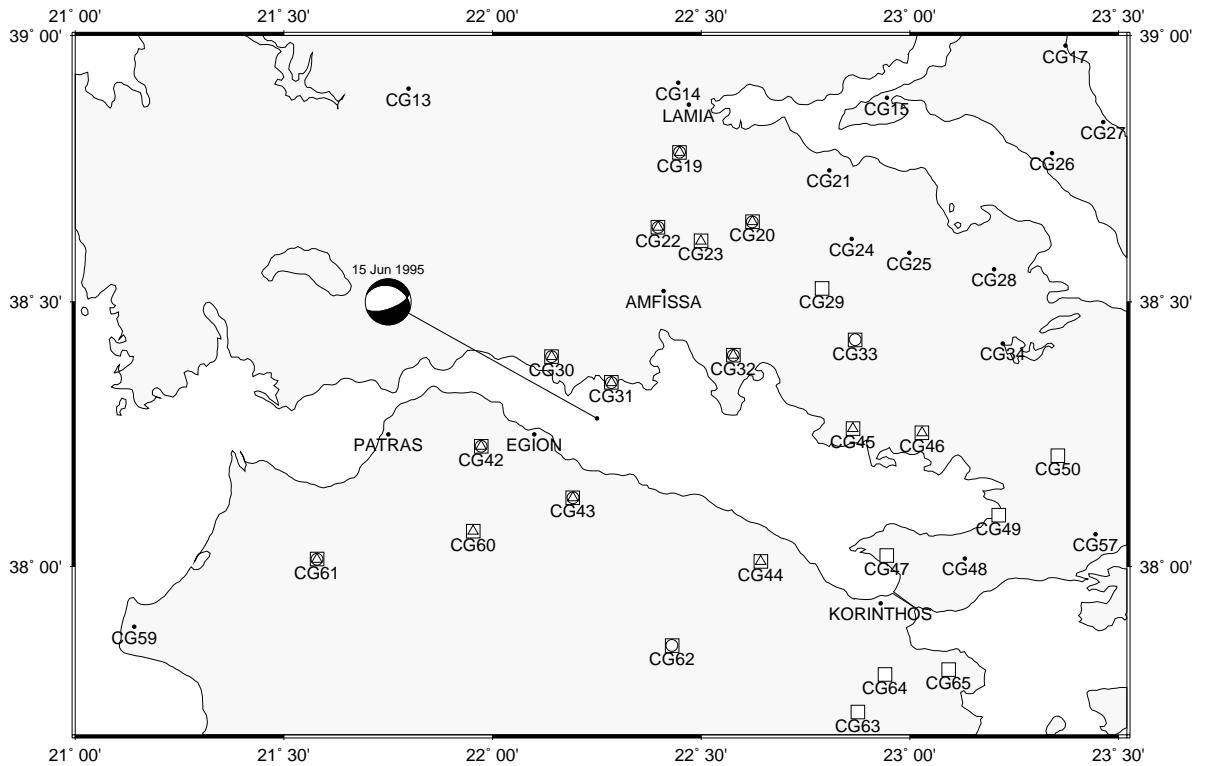 21° 00'
21° 30'
22° 00'
22° 30'
23° 00'
23° 30'
39° 00'
CG17
CG13
CG14
CG15
LAMIA
CG27
CG26
CG19
CG21
CG20
CG22
CG23
CG24
CG25
CG28
15 Jun 1995
38° 30'
38° 30'
AMFISSA
CG29
CG33
CG34
CG30
CG32
CG31
PATRAS
EGION
CG45
CG46
CG42
CG50
CG43
CG49
CG60
CG57
38° 00'
38° 00'
CG61
CG44
CG47
CG48
KORINTHOS
CG59
CG62
CG64
CG65
CG63
21° 00'
21° 30'
22° 00'
22° 30'
23° 00'
23° 30'